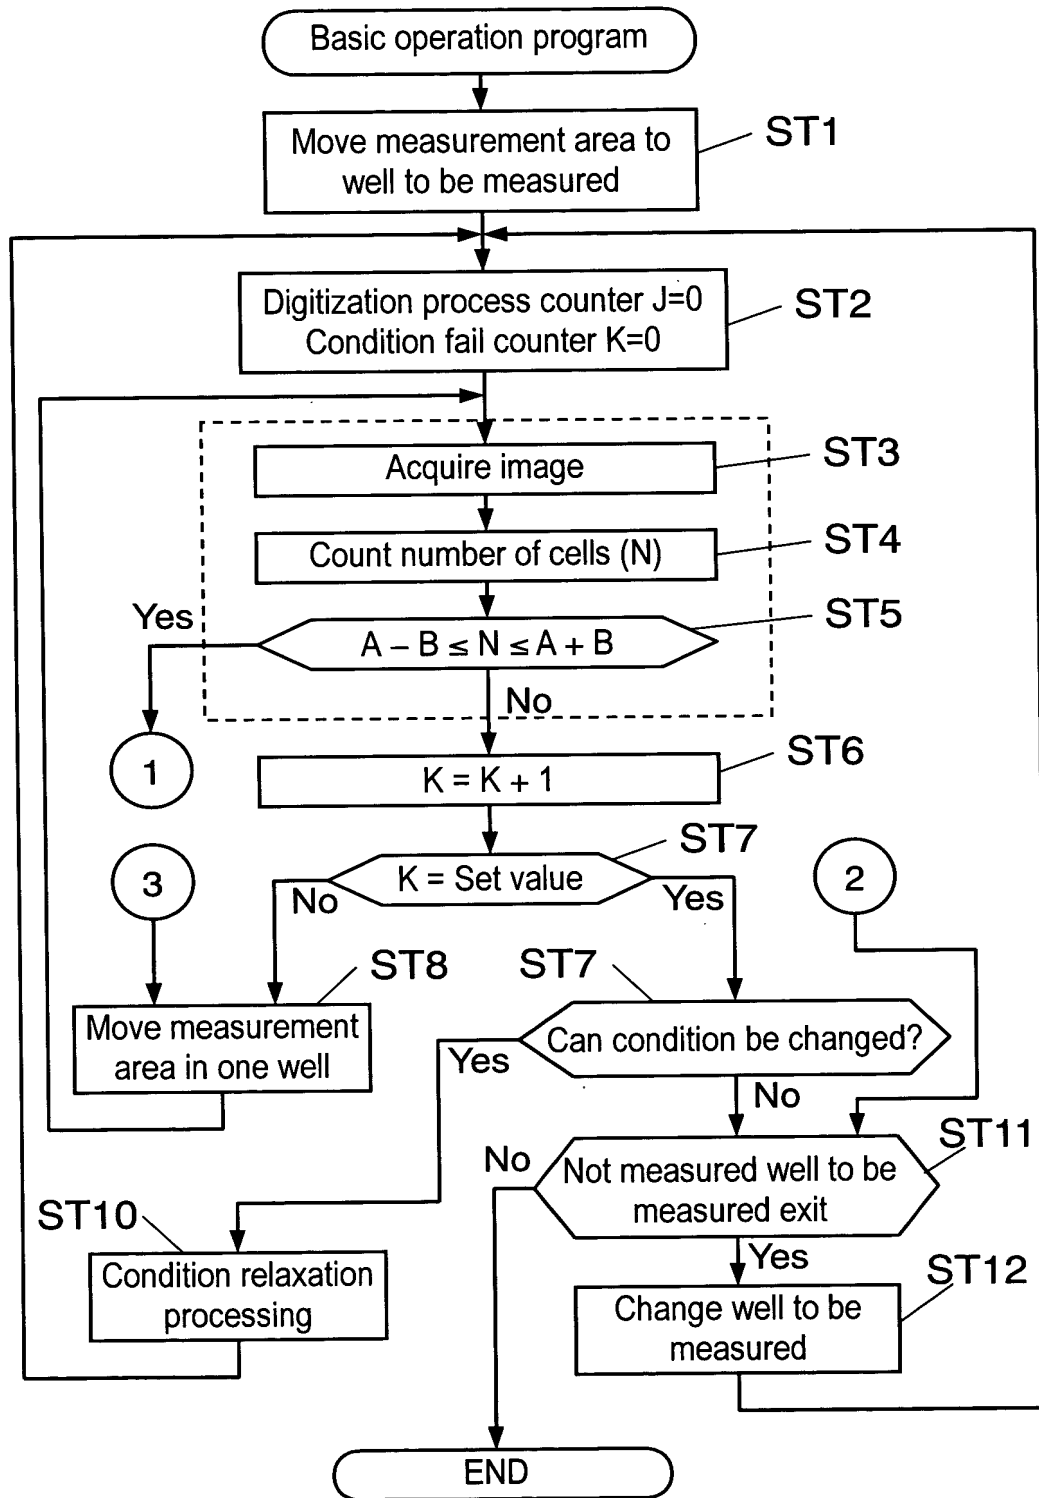 Basic operation program
Move measurement area to
well to be measured
ST1
Digitization process counter J=0
Condition fail counter K=0
ST2
Acquire image
ST3
Count number of cells (N)
ST4
A – B ≤ N ≤ A + B
ST5
Yes
No
1
K = K + 1
ST6
K = Set value
ST7
No
Yes
3
2
Move measurement
area in one well
ST8
Can condition be changed?
ST7
Yes
No
Not measured well to be
measured exit
ST11
No
Yes
Condition relaxation
processing
ST10
Change well to be
measured
ST12
END